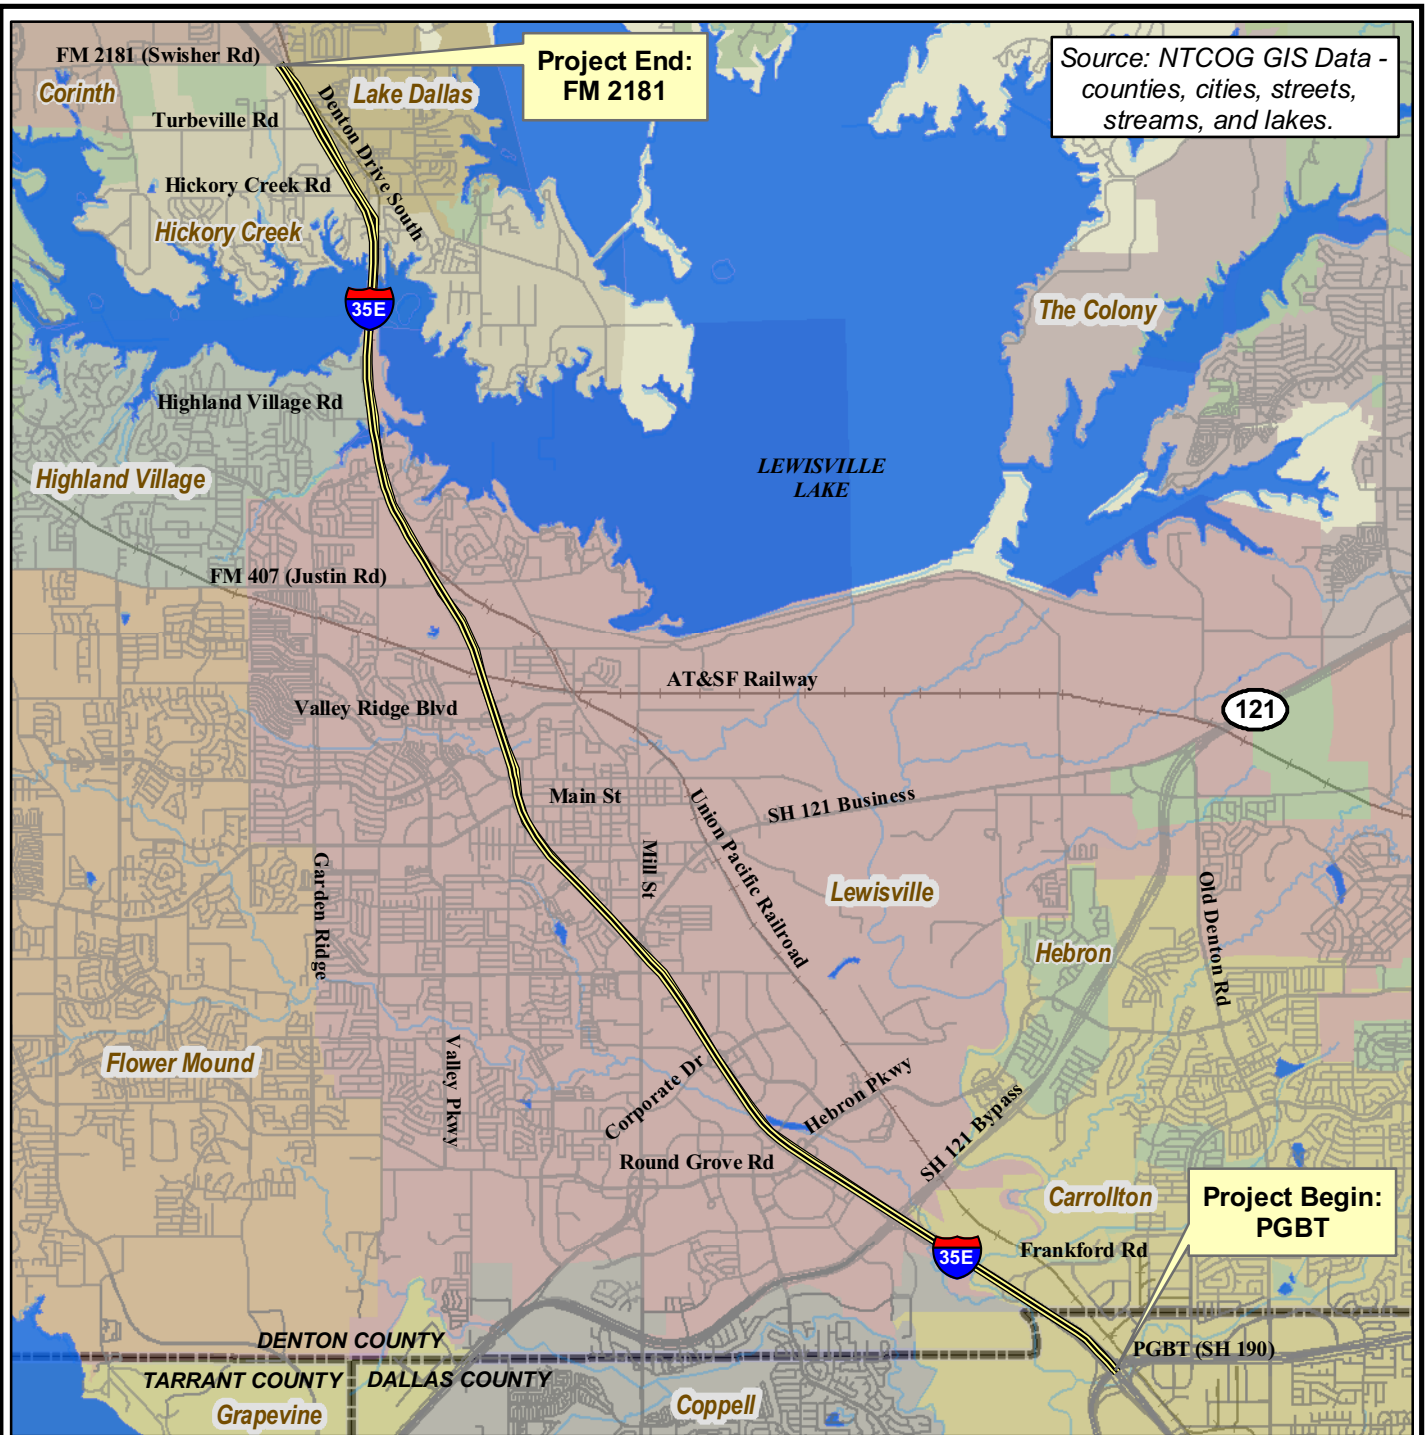 FM 2181 (Swisher Rd)
Project End:
FM 2181
Source: NTCOG GIS Data -
counties, cities, streets,
streams, and lakes.
Corinth
Lake Dallas
Turbeville Rd
Denton Drive South
Hickory Creek Rd
Hickory Creek
35E
The Colony
Highland Village Rd
Highland Village
LEWISVILLE
LAKE
FM 407 (Justin Rd)
AT&SF Railway
Valley Ridge Blvd
121
Main St
SH 121 Business
Union Pacific Railroad
Mill St
Garden Ridge
Lewisville
Old Denton Rd
Hebron
Flower Mound
Valley Pkwy
Corporate Dr
Hebron Pkwy
SH 121 Bypass
Round Grove Rd
Carrollton
Project Begin:
PGBT
Frankford Rd
35E
DENTON COUNTY
PGBT (SH 190)
TARRANT COUNTY
DALLAS COUNTY
Grapevine
Coppell